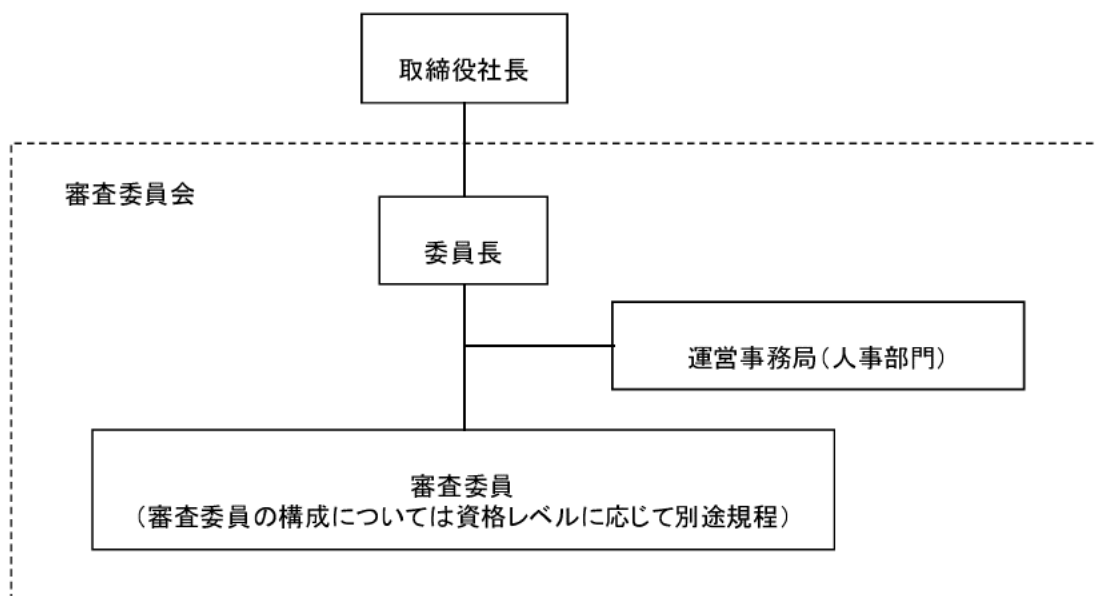 取締役社長
審査委員会
委員長
運営事務局(人事部門)
審査委員
(審査委員の構成については資格レベルに応じて別途規程)